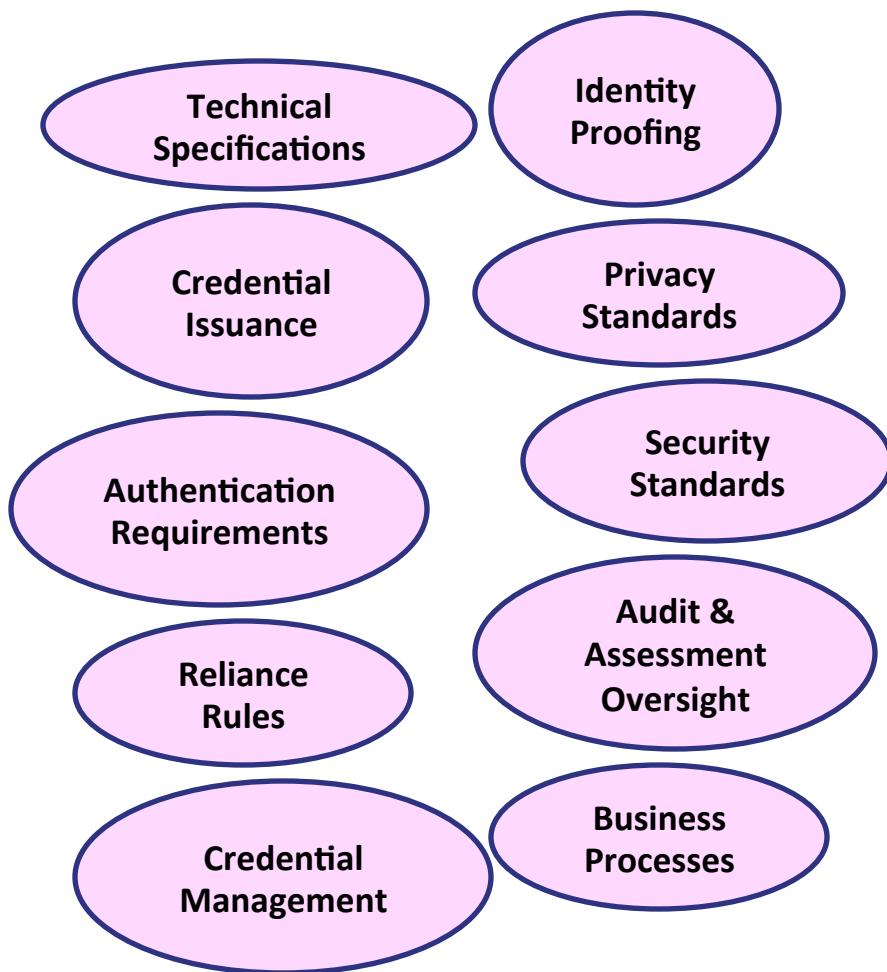 Technical
Specifications
Identity
Proofing
Credential
Issuance
Privacy
Standards
Authentication
Requirements
Security
Standards
Reliance
Rules
Audit &
Assessment
Oversight
Credential
Management
Business
Processes